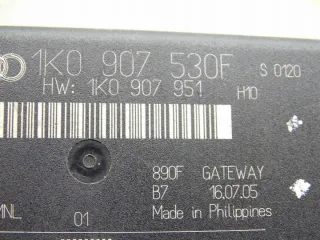 1K0 907 530F S 0120
HW: 1K0 907 951 H10
890F GATEWAY
B7 16.07.05
MNL. 01 Made in Philippines